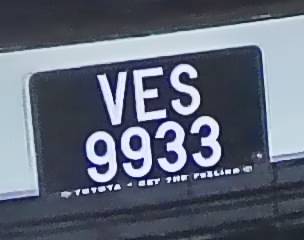 VES
9933
TOYOTA - GET THE FEELING